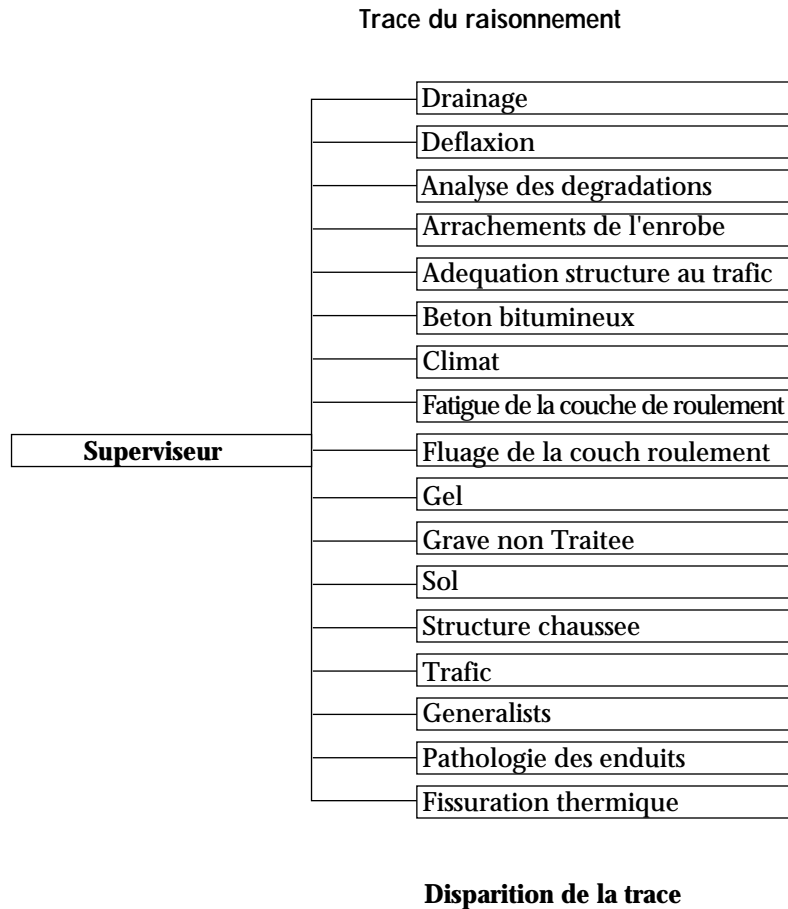 Trace du raisonnement
Drainage
Deflaxion
Analyse des degradations
Arrachements de l'enrobe
Adequation structure au trafic
Beton bitumineux
Climat
Fatigue de la couche de roulement
Superviseur
Fluage de la couch roulement
Gel
Grave non Traitee
Sol
Structure chaussee
Trafic
Generalists
Pathologie des enduits
Fissuration thermique
Disparition de la trace